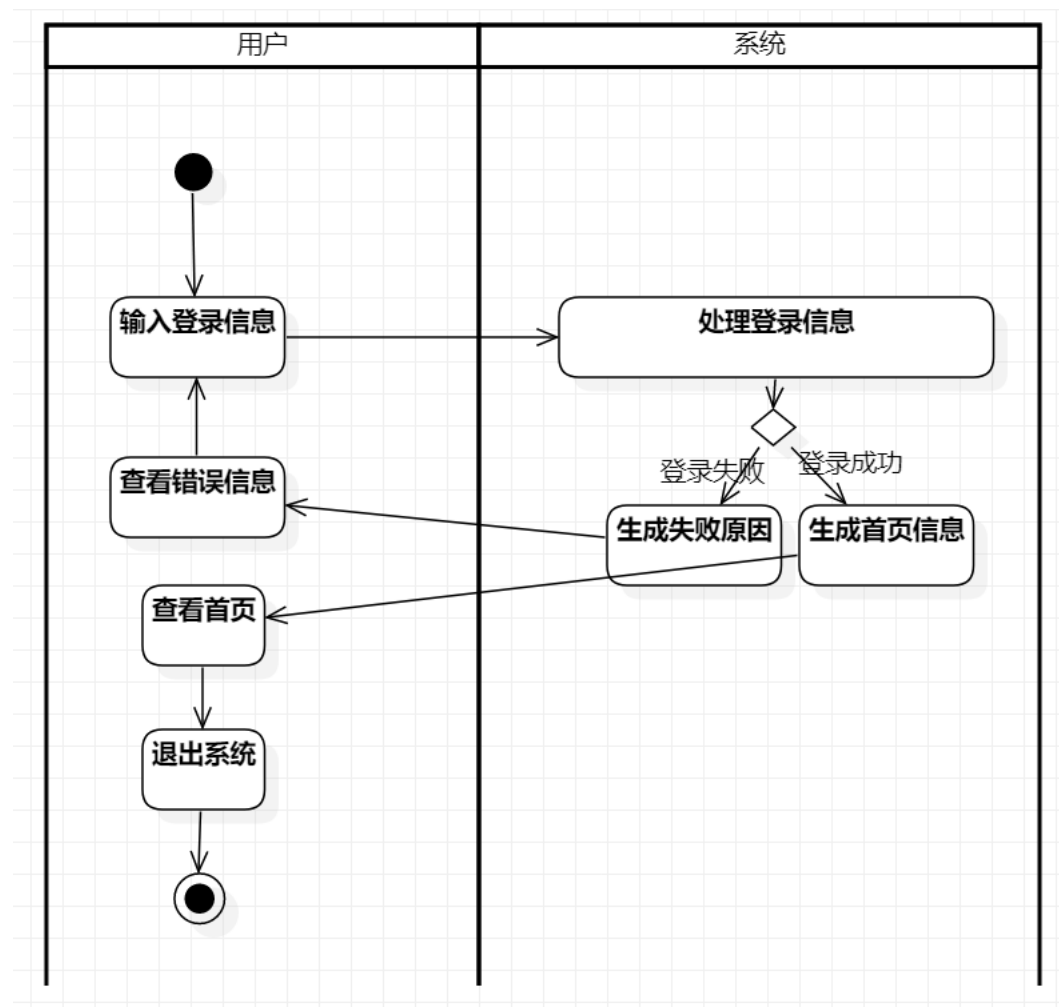 用户
系统
输入登录信息
处理登录信息
登录失败
登录成功
查看错误信息
生成失败原因
生成首页信息
查看首页
退出系统